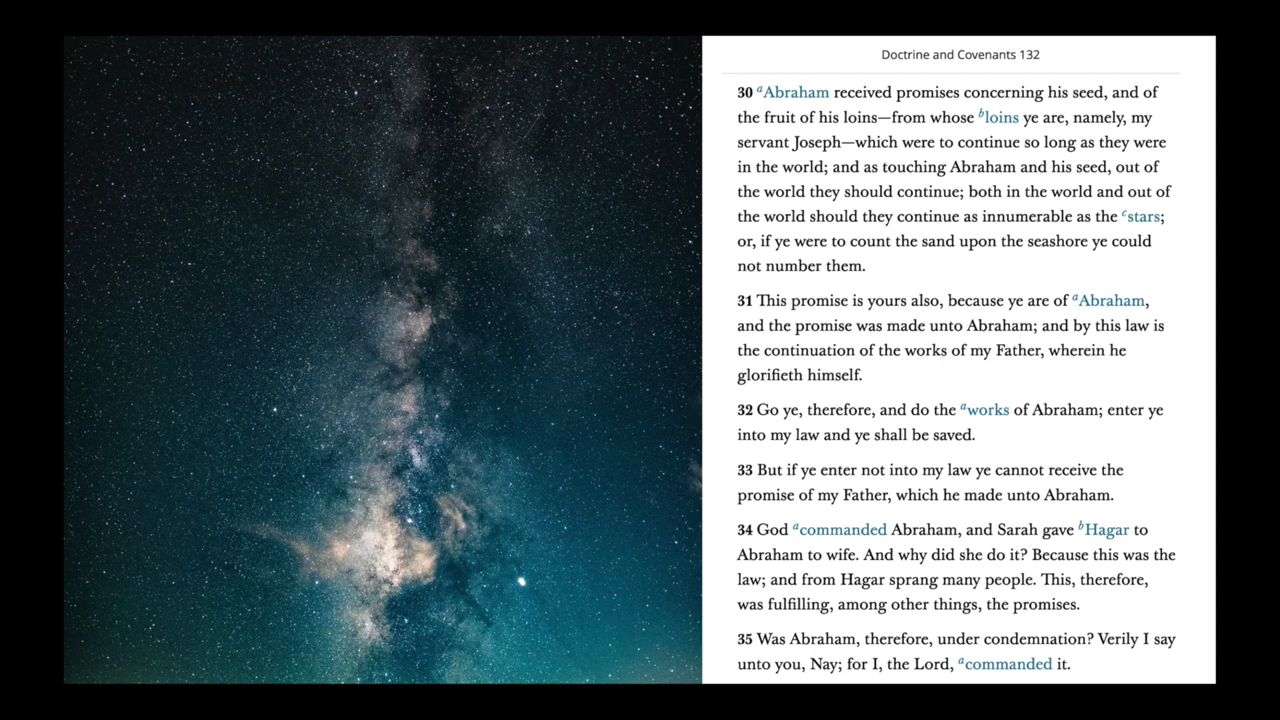 Doctrine and Covenants 132
30 aAbraham received promises concerning his seed, and of
the fruit of his loins—from whose bloins ye are, namely, my
servant Joseph—which were to continue so long as they were
in the world; and as touching Abraham and his seed, out of
the world they should continue; both in the world and out of
the world should they continue as innumerable as the cstars;
or, if ye were to count the sand upon the seashore ye could
not number them.
31 This promise is yours also, because ye are of aAbraham,
and the promise was made unto Abraham; and by this law is
the continuation of the works of my Father, wherein he
glorifieth himself.
32 Go ye, therefore, and do the aworks of Abraham; enter ye
into my law and ye shall be saved.
33 But if ye enter not into my law ye cannot receive the
promise of my Father, which he made unto Abraham.
34 God acommanded Abraham, and Sarah gave bHagar to
Abraham to wife. And why did she do it? Because this was the
law; and from Hagar sprang many people. This, therefore,
was fulfilling, among other things, the promises.
35 Was Abraham, therefore, under condemnation? Verily I say
unto you, Nay; for I, the Lord, acommanded it.